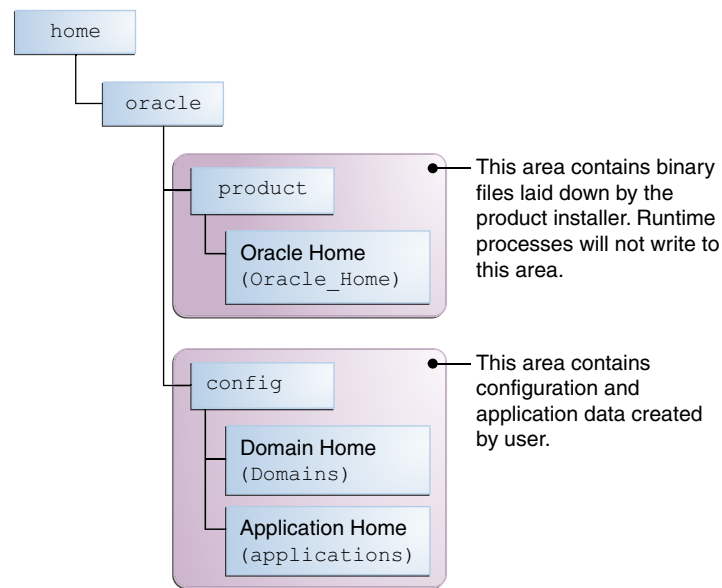 home
oracle
product
Oracle Home
(Oracle_Home)
This area contains binary
files laid down by the
product installer. Runtime
processes will not write to
this area.
config
Domain Home
(Domains)
Application Home
(applications)
This area contains
configuration and
application data created
by user.